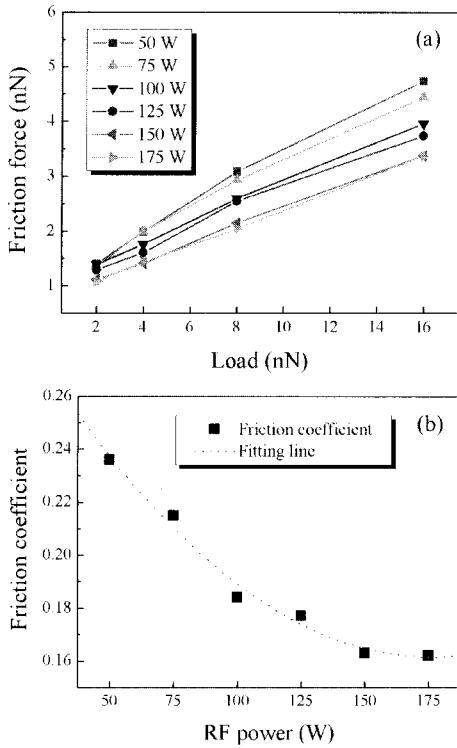 6
(a)
50 W
75 W
100 W
125 W
150 W
175 W
5
4
3
2
1
Friction force (nN)
2 4 6 8 10 12 14 16
Load (nN)
0.26
(b)
Friction coefficient
Fitting line
0.24
0.22
0.20
0.18
0.16
Friction coefficient
50 75 100 125 150 175
RF power (W)